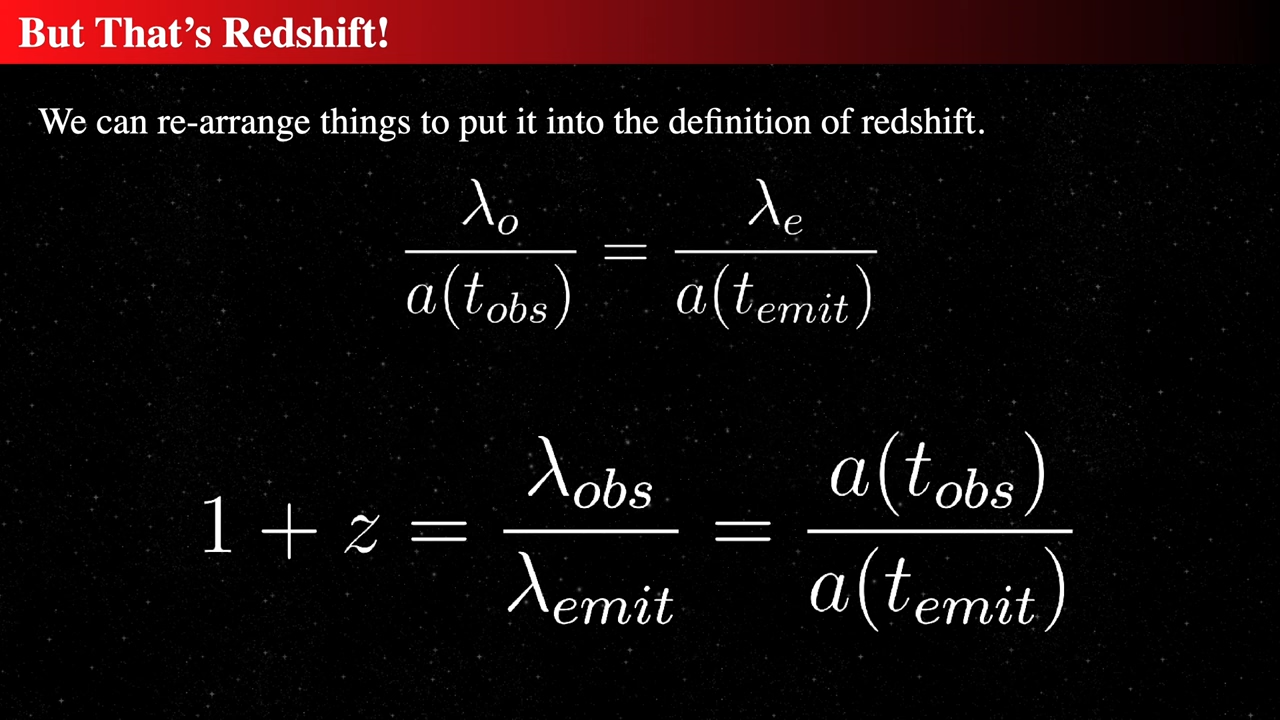 But That's Redshift!
We can re-arrange things to put it into the definition of redshift.
λ_o / a(t_obs) = λ_e / a(t_emit)
1 + z = λ_obs / λ_emit = a(t_obs) / a(t_emit)